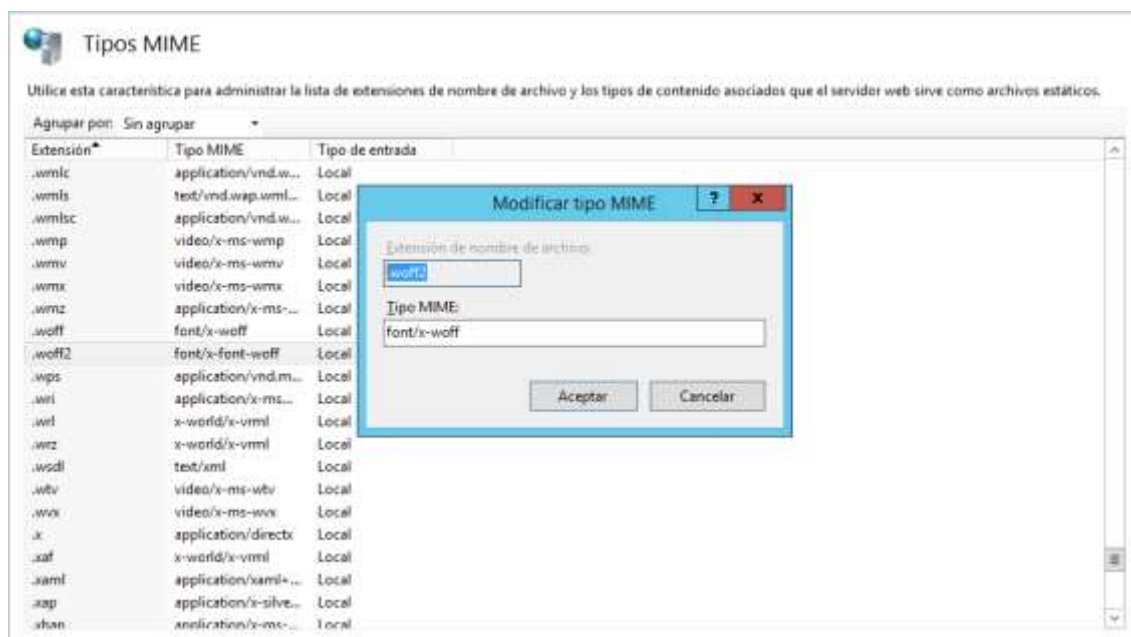 Tipos MIME
Utilice esta característica para administrar la lista de extensiones de nombre de archivo y los tipos de contenido asociados que el servidor web sirve como archivos estáticos.
Agrupar por: Sin agrupar
Extensión Tipo MIME Tipo de entrada
.wmlc application/vnd.w... Local
.wmls text/vnd.wap.wml... Local
.wmlsc application/vnd.w... Local
.wmp video/x-ms-wmp Local
.wmv video/x-ms-wmv Local
.wmx video/x-ms-wmx Local
.wmz application/x-ms-... Local
.woff font/x-woff Local
.woff2 font/x-font-woff Local
.wps application/vnd.m... Local
.wri application/x-ms... Local
.wrl x-world/x-vrml Local
.wrz x-world/x-vrml Local
.wsdl text/xml Local
.wtv video/x-ms-wtv Local
.wvx video/x-ms-wvx Local
.x application/directx Local
.xaf x-world/x-vrml Local
.xaml application/xaml+... Local
.xap application/x-silve... Local
.xbap application/x-ms-... Local
Modificar tipo MIME ? x
Extensión de nombre de archivo:
.woff2
Tipo MIME:
font/x-woff
Aceptar Cancelar